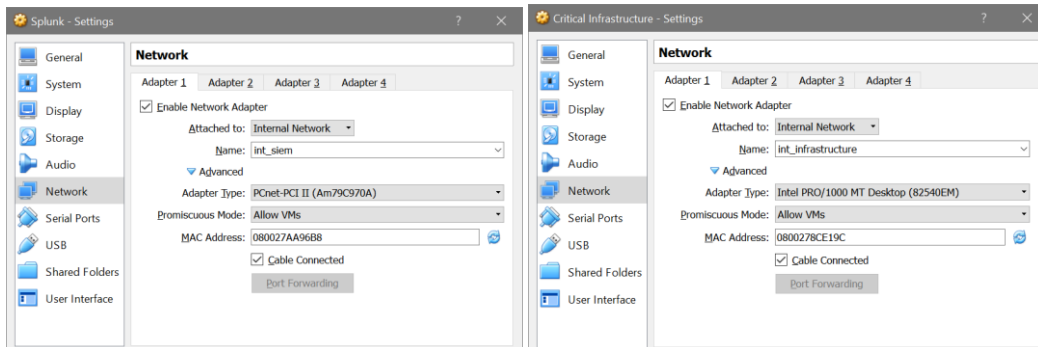 Splunk - Settings
? ×
General
System
Display
Storage
Audio
Network
Serial Ports
USB
Shared Folders
User Interface
Network
Adapter 1 Adapter 2 Adapter 3 Adapter 4
Enable Network Adapter
Attached to: Internal Network
Name: int_siem
Advanced
Adapter Type: PCnet-PCI II (Am79C970A)
Promiscuous Mode: Allow VMs
MAC Address: 080027AA96B8
Cable Connected
Port Forwarding
Critical Infrastructure - Settings
? ×
General
System
Display
Storage
Audio
Network
Serial Ports
USB
Shared Folders
User Interface
Network
Adapter 1 Adapter 2 Adapter 3 Adapter 4
Enable Network Adapter
Attached to: Internal Network
Name: int_infrastructure
Advanced
Adapter Type: Intel PRO/1000 MT Desktop (82540EM)
Promiscuous Mode: Allow VMs
MAC Address: 0800278CE19C
Cable Connected
Port Forwarding